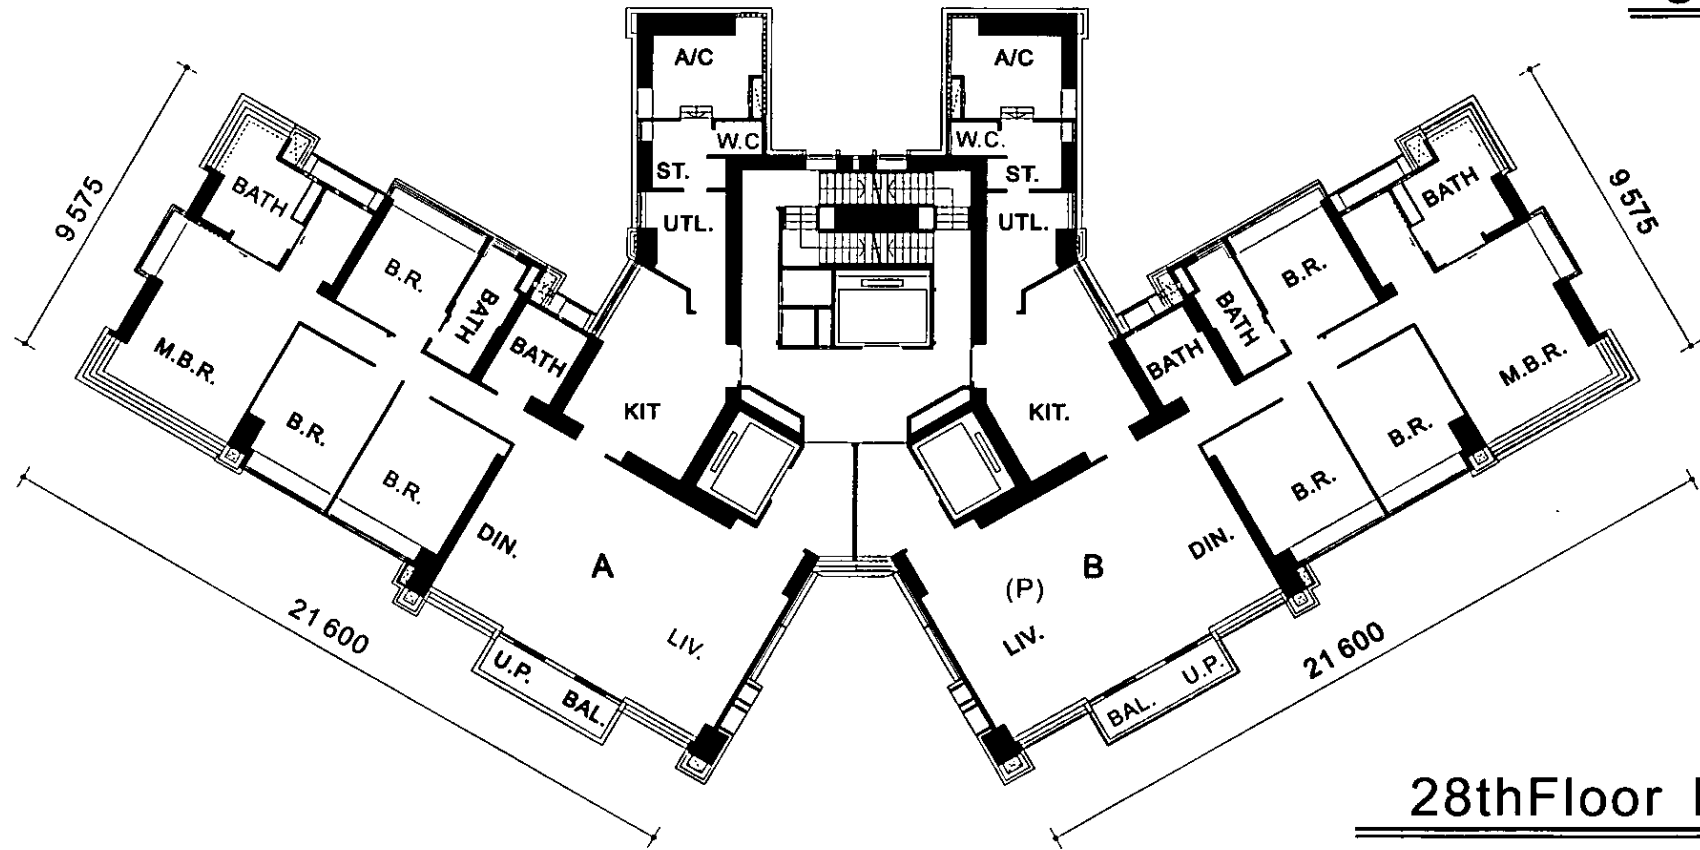 A/C
A/C
W.C
W.C.
ST.
ST.
UTL.
UTL.
9 575
9 575
BATH
BATH
B.R.
B.R.
BATH
BATH
BATH
BATH
M.B.R.
M.B.R.
B.R.
B.R.
KIT
KIT.
B.R.
B.R.
DIN.
DIN.
A
B
(P)
LIV.
LIV.
21 600
21 600
U.P.
U.P.
BAL.
BAL.
28thFloor